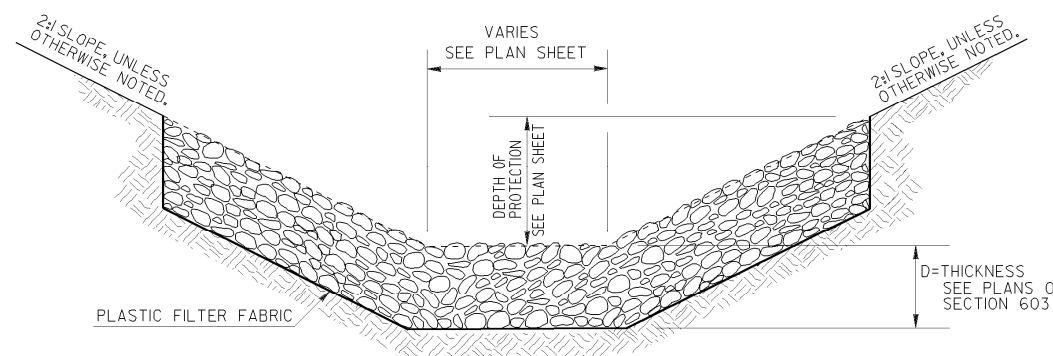 2:1 SLOPE, UNLESS
OTHERWISE NOTED.
VARIES
SEE PLAN SHEET
2:1 SLOPE, UNLESS
OTHERWISE NOTED.
DEPTH OF
PROTECTION
SEE PLAN SHEET
D=THICKNESS
SEE PLANS O
SECTION 603
PLASTIC FILTER FABRIC